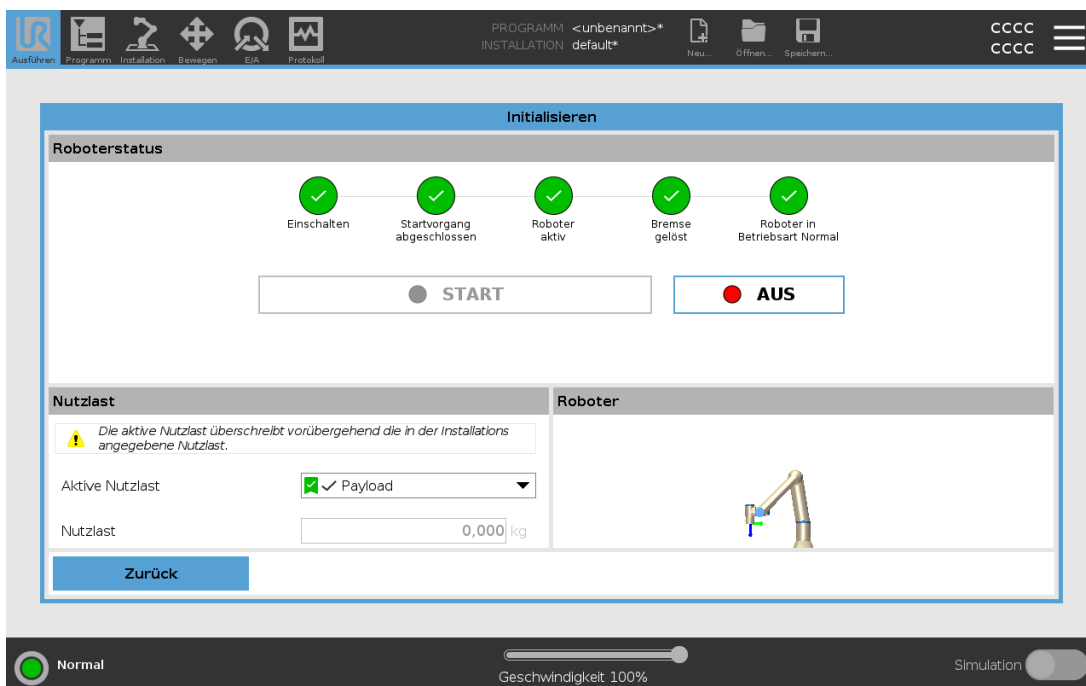 UR
PROGRAMM <unbenannt>*
INSTALLATION default*
CCCC
CCCC
Ausführen
Programm
Installation
Bewegen
E/A
Protokoll
Neu...
Öffnen...
Speichern...
Initialisieren
Roboterstatus
Einschalten
Startvorgang
abgeschlossen
Roboter
aktiv
Bremse
gelöst
Roboter in
Betriebsart Normal
START
AUS
Nutzlast
Die aktive Nutzlast überschreibt vorübergehend die in der Installations
angegebene Nutzlast.
Aktive Nutzlast
Payload
Nutzlast
0,000 kg
Roboter
Zurück
Normal
Geschwindigkeit 100%
Simulation